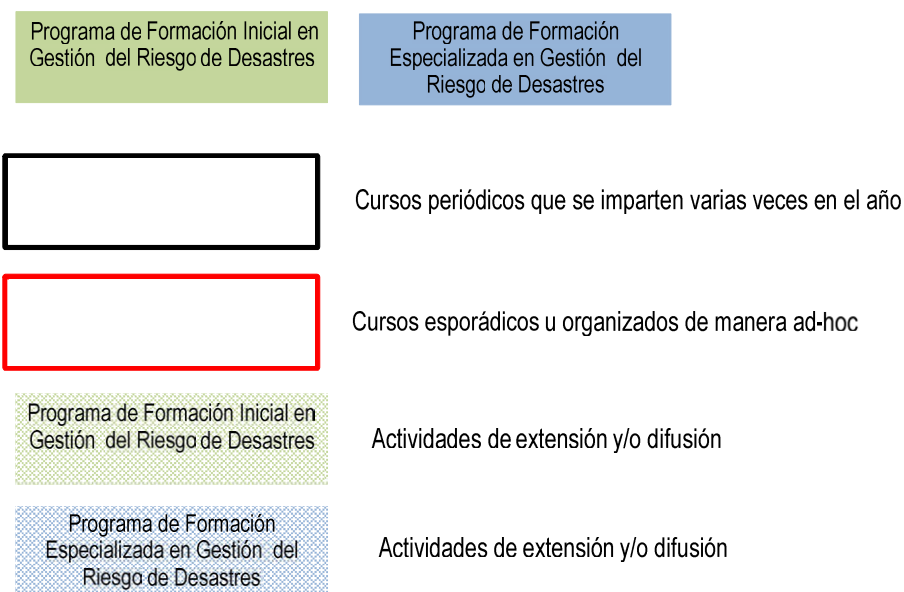 Programa de Formación Inicial en
Gestión del Riesgo de Desastres
Programa de Formación
Especializada en Gestión del
Riesgo de Desastres
Cursos periódicos que se imparten varias veces en el año
Cursos esporádicos u organizados de manera ad-hoc
Programa de Formación Inicial en
Gestión del Riesgo de Desastres
Actividades de extensión y/o difusión
Programa de Formación
Especializada en Gestión del
Riesgo de Desastres
Actividades de extensión y/o difusión